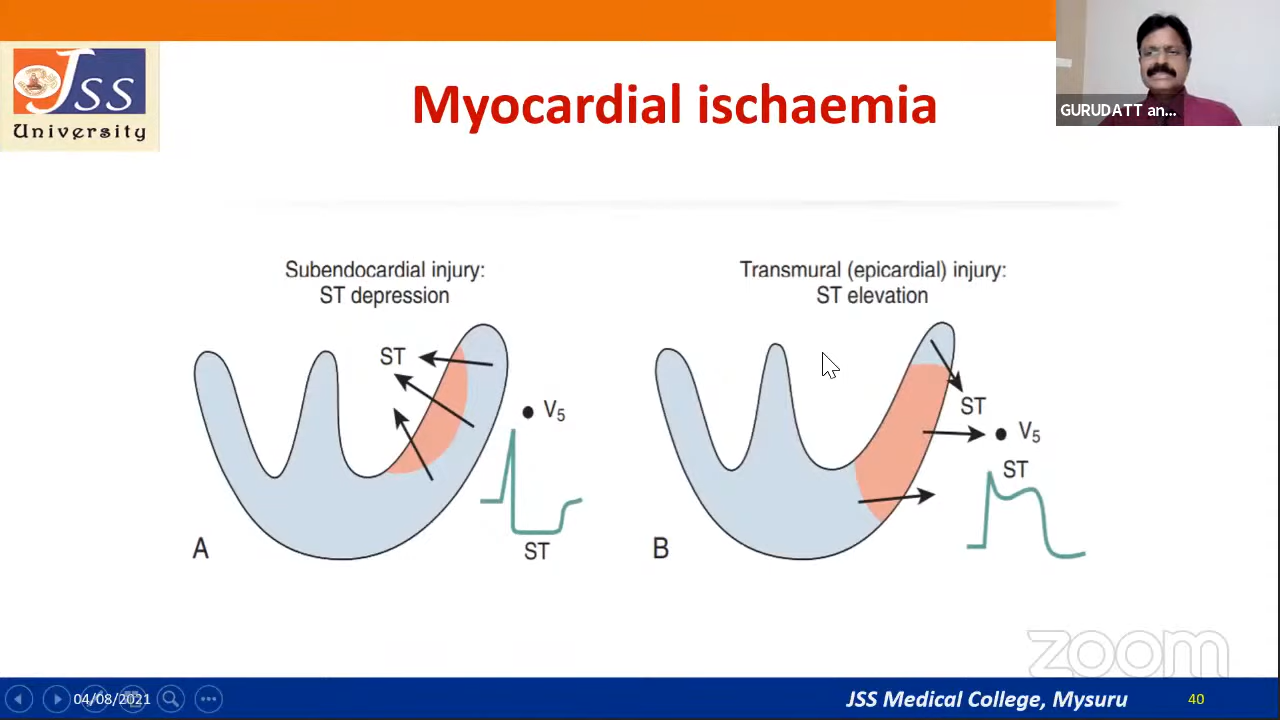 JSS
University
Myocardial ischaemia
GURUDATT an...
Subendocardial injury:
ST depression
Transmural (epicardial) injury:
ST elevation
ST
V5
ST
A
ST
V5
ST
B
zoom
04/08/2021
JSS Medical College, Mysuru
40